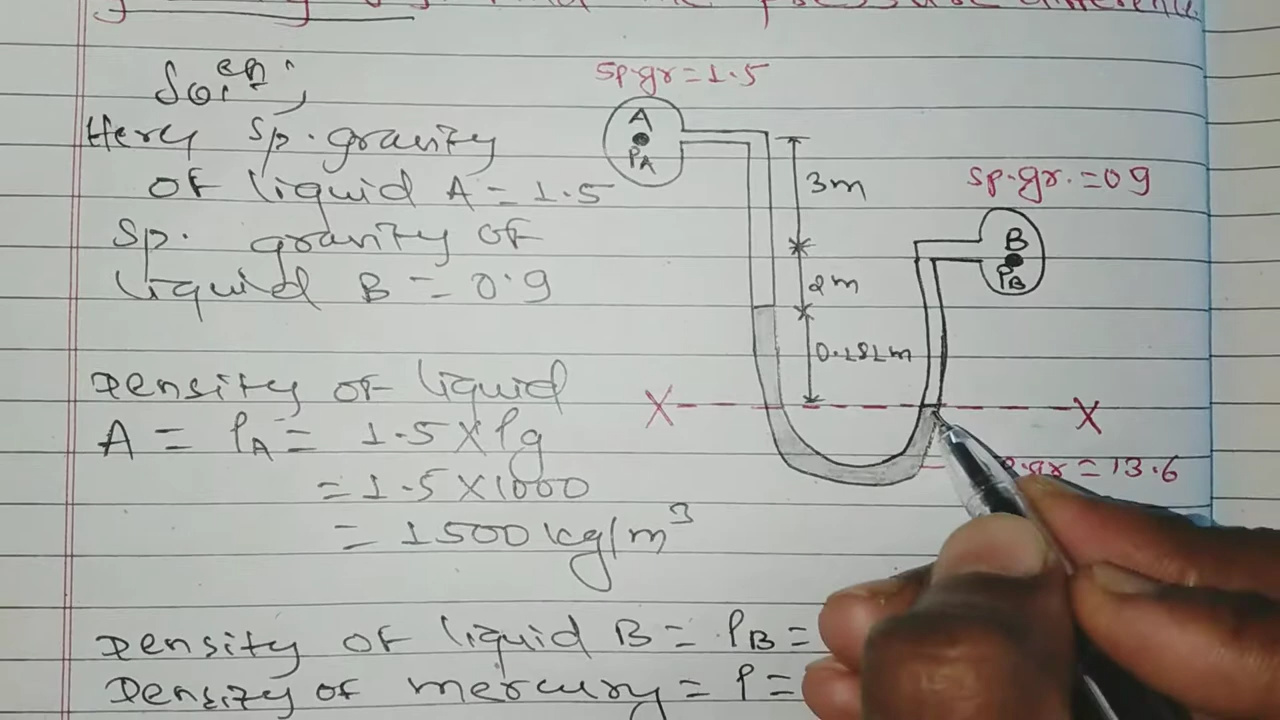 pressure difference
Soln;
Here sp. gravity
of liquid A = 1.5
Sp. gravity of
liquid B = 0.9
Density of liquid
A = ρA = 1.5 × ρg
= 1.5 × 1000
= 1500 kg/m³
Density of liquid B = ρB =
Density of mercury = ρ =
sp.gr = 1.5
A
PA
3m
sp.gr. = 0.9
B
PB
2m
0.181m
X
X
gr = 13.6